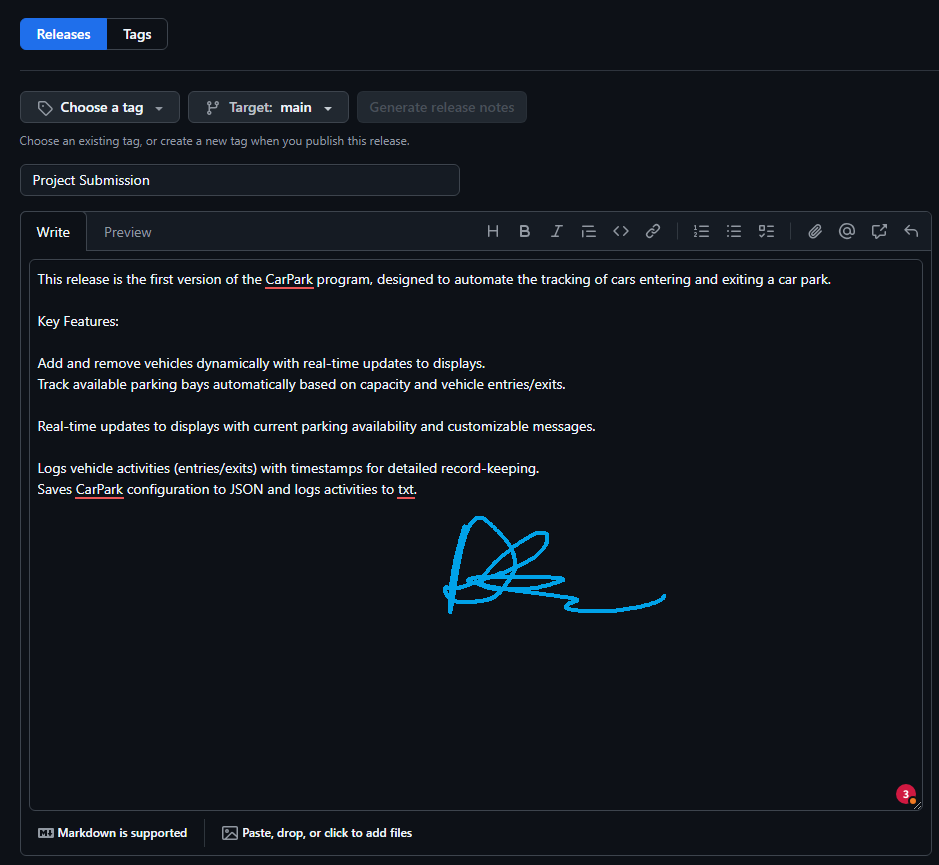 Releases
Tags
Choose a tag
Target: main
Generate release notes
Choose an existing tag, or create a new tag when you publish this release.
Project Submission
Write
Preview
H B I
This release is the first version of the CarPark program, designed to automate the tracking of cars entering and exiting a car park.
Key Features:
Add and remove vehicles dynamically with real-time updates to displays.
Track available parking bays automatically based on capacity and vehicle entries/exits.
Real-time updates to displays with current parking availability and customizable messages.
Logs vehicle activities (entries/exits) with timestamps for detailed record-keeping.
Saves CarPark configuration to JSON and logs activities to txt.
3
Markdown is supported
Paste, drop, or click to add files